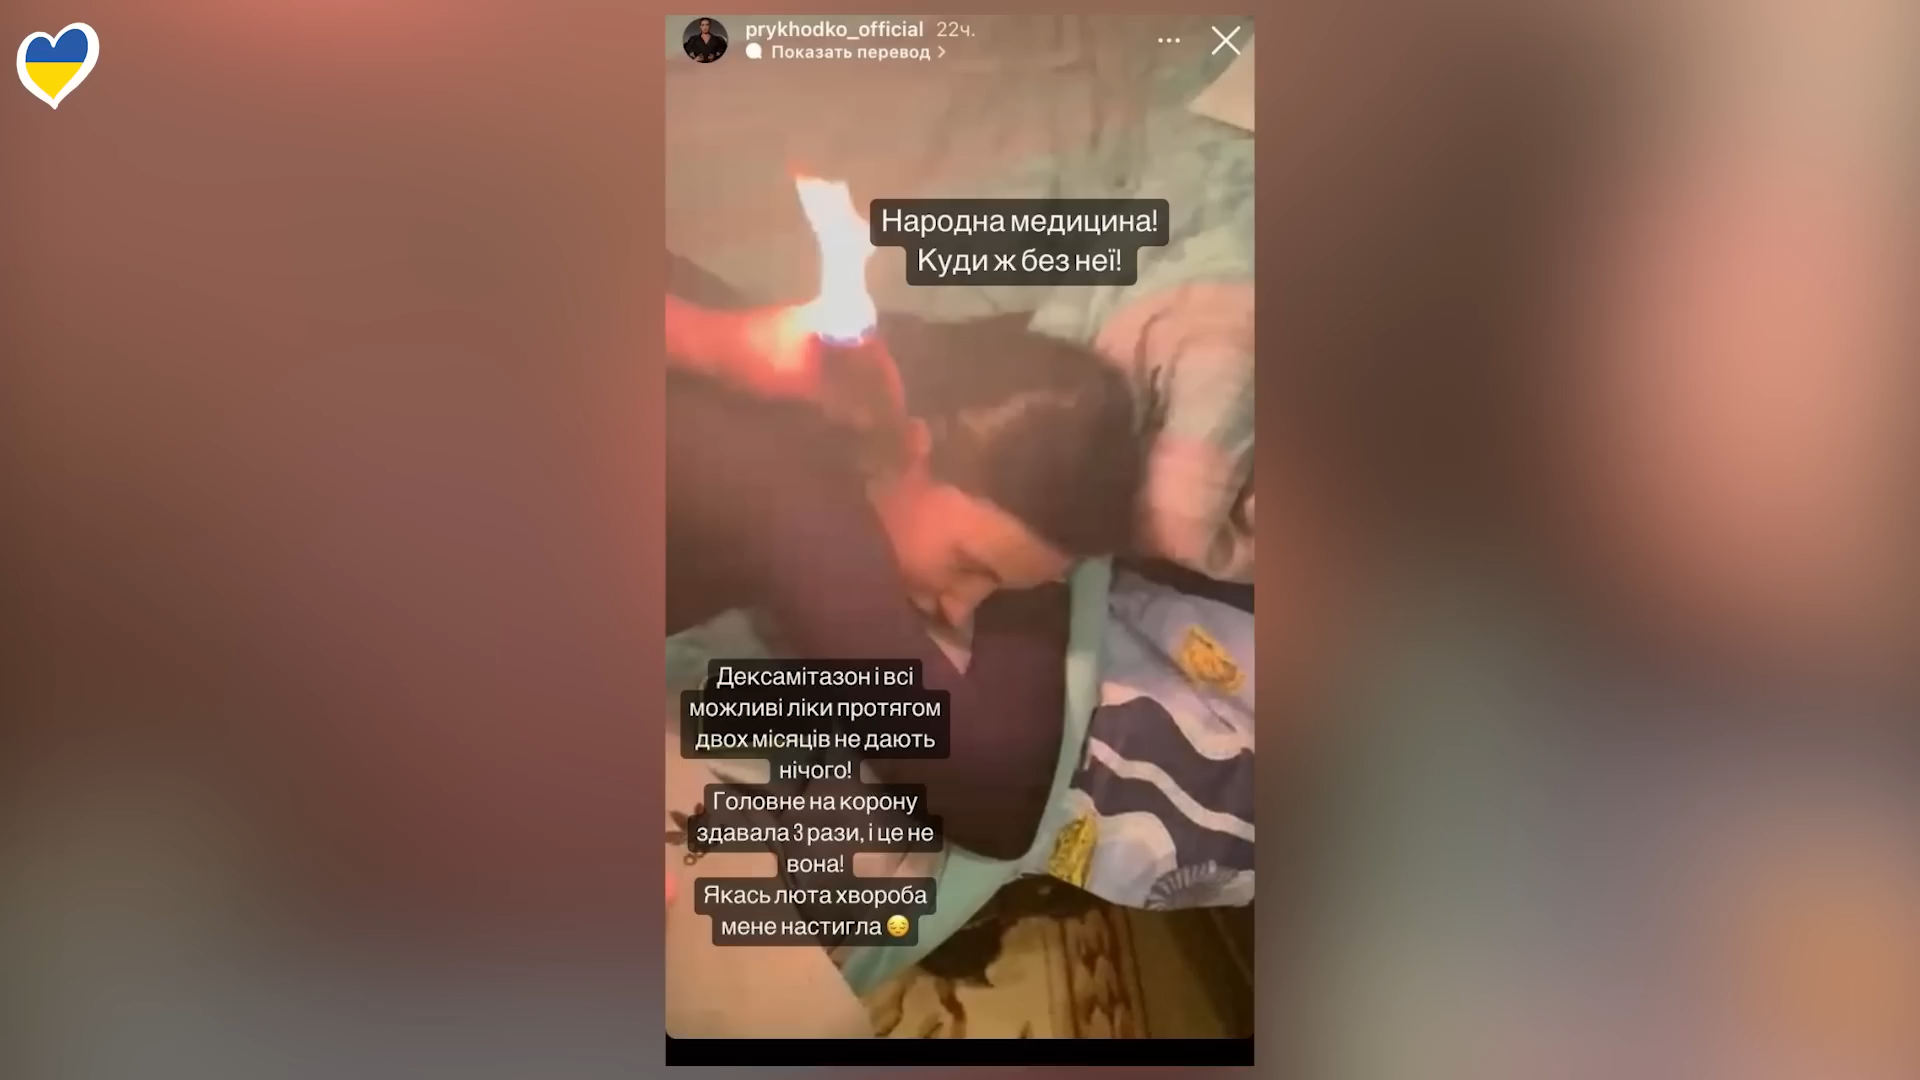 prykhodko_official 22ч.
Показать перевод >
Народна медицина!
Куди ж без неї!
Дексамітазон і всі
можливі ліки протягом
двох місяців не дають
нічого!
Головне на корону
здавала 3 рази, і це не
вона!
Якась люта хвороба
мене настигла 😔